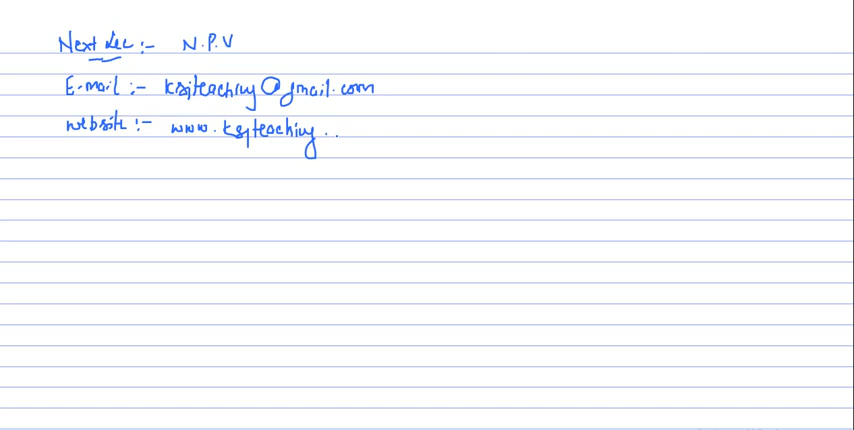 Next Lec :- N.P.V
E-mail :- ksjteaching@gmail.com
website :- www.ksjteaching..